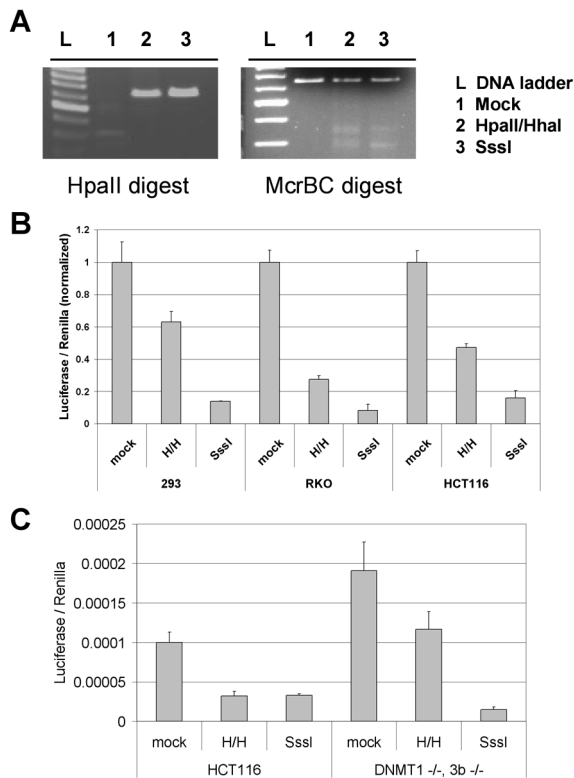 A
L 1 2 3
L 1 2 3
L DNA ladder
1 Mock
2 HpaII/HhaI
3 SssI
HpaII digest
McrBC digest
B
Luciferase / Renilla (normalized)
1.2
1
0.8
0.6
0.4
0.2
0
mock H/H SssI mock H/H SssI mock H/H SssI
293 RKO HCT116
C
Luciferase / Renilla
0.00025
0.0002
0.00015
0.0001
0.00005
0
mock H/H SssI mock H/H SssI
HCT116 DNMT1 -/-, 3b -/-